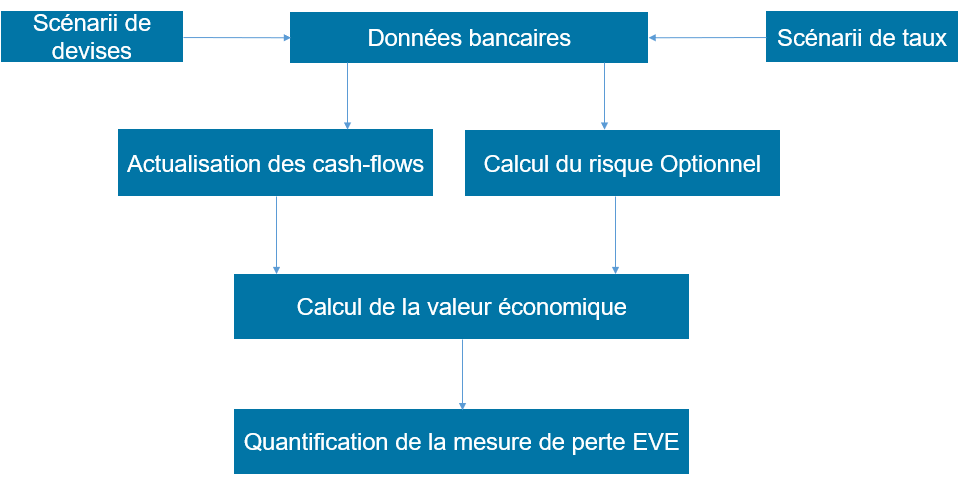 Scénarii de
devises
Données bancaires
Scénarii de taux
Actualisation des cash-flows
Calcul du risque Optionnel
Calcul de la valeur économique
Quantification de la mesure de perte EVE